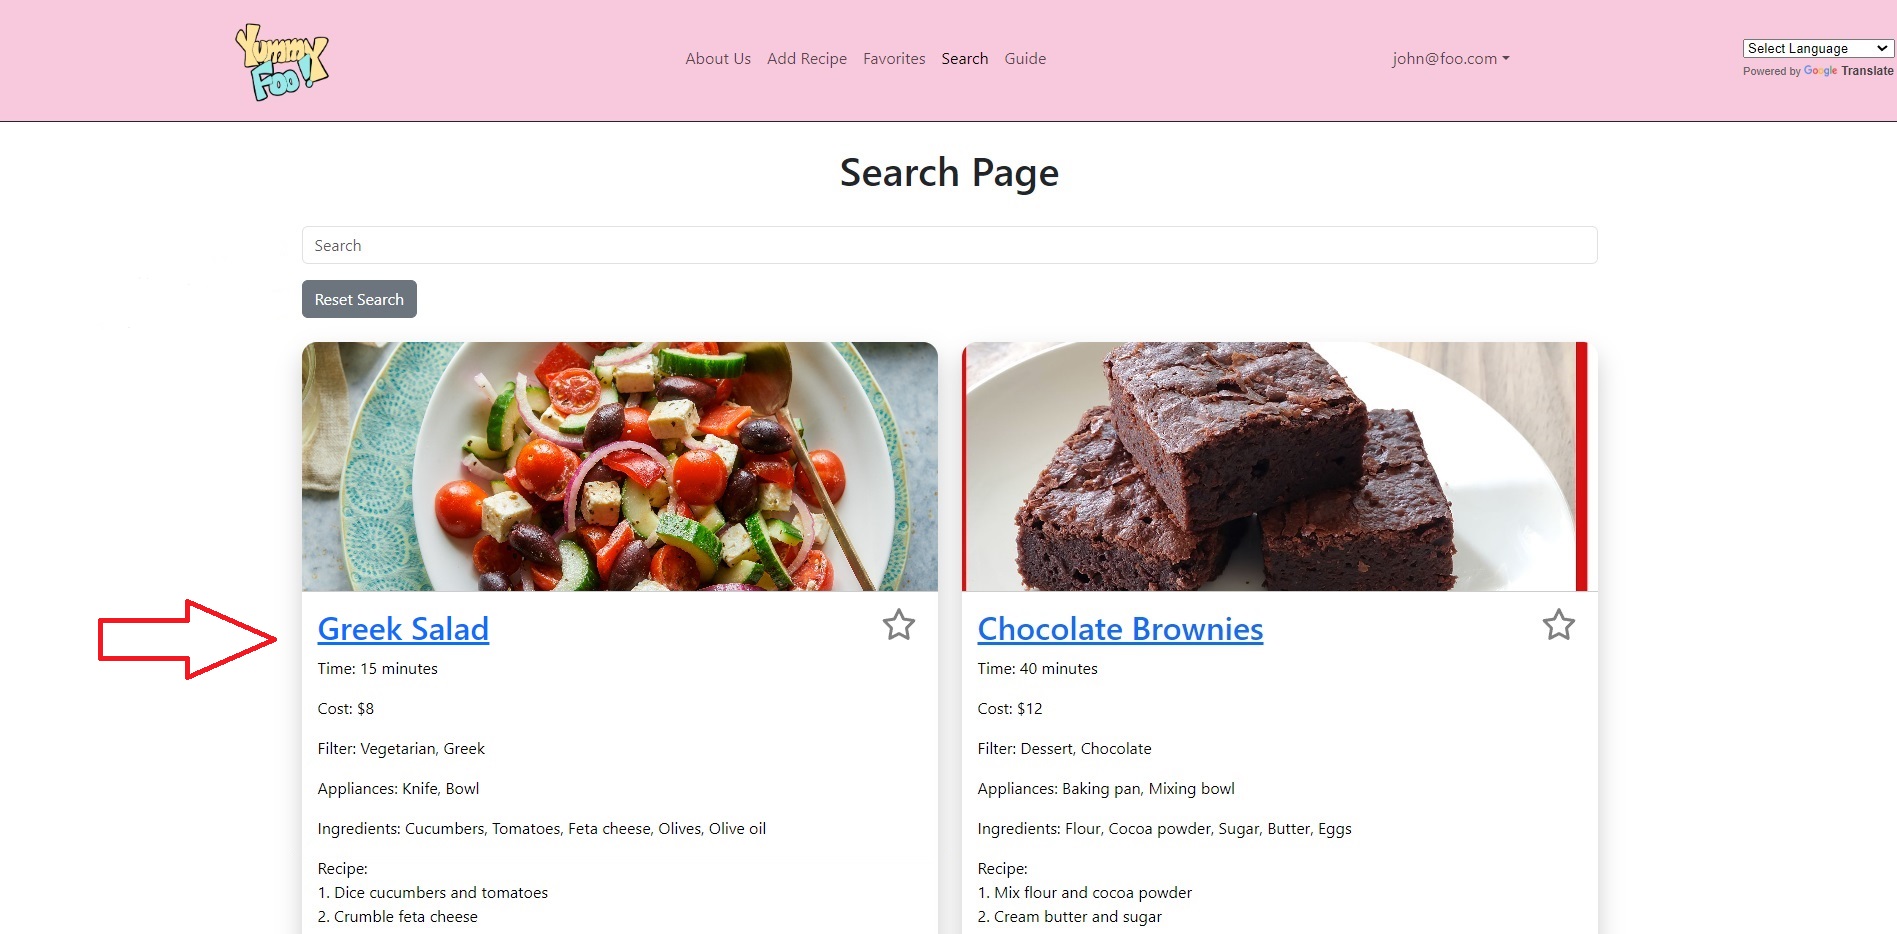 Yummy
Foo!
About Us Add Recipe Favorites Search Guide
john@foo.com
Select Language
Powered by Google Translate
Search Page
Search
Reset Search
Greek Salad
Time: 15 minutes
Cost: $8
Filter: Vegetarian, Greek
Appliances: Knife, Bowl
Ingredients: Cucumbers, Tomatoes, Feta cheese, Olives, Olive oil
Recipe:
1. Dice cucumbers and tomatoes
2. Crumble feta cheese
Chocolate Brownies
Time: 40 minutes
Cost: $12
Filter: Dessert, Chocolate
Appliances: Baking pan, Mixing bowl
Ingredients: Flour, Cocoa powder, Sugar, Butter, Eggs
Recipe:
1. Mix flour and cocoa powder
2. Cream butter and sugar